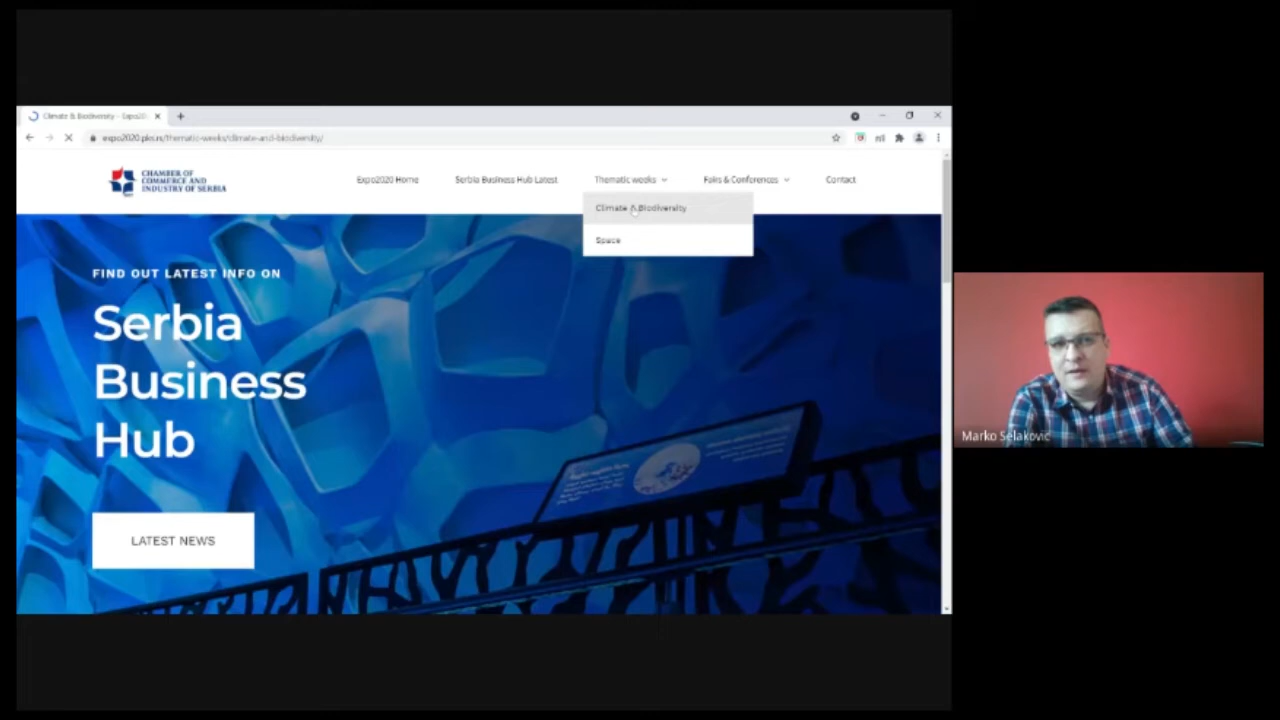 Climate & Biodiversity - Expo20
expo2020.pks.rs/thematic-weeks/climate-and-biodiversity/
CHAMBER OF
COMMERCE AND
INDUSTRY OF SERBIA
Expo2020 Home
Serbia Business Hub Latest
Thematic weeks
Fairs & Conferences
Contact
Climate & Biodiversity
Space
FIND OUT LATEST INFO ON
Serbia
Business
Hub
LATEST NEWS
Marko Selakovic